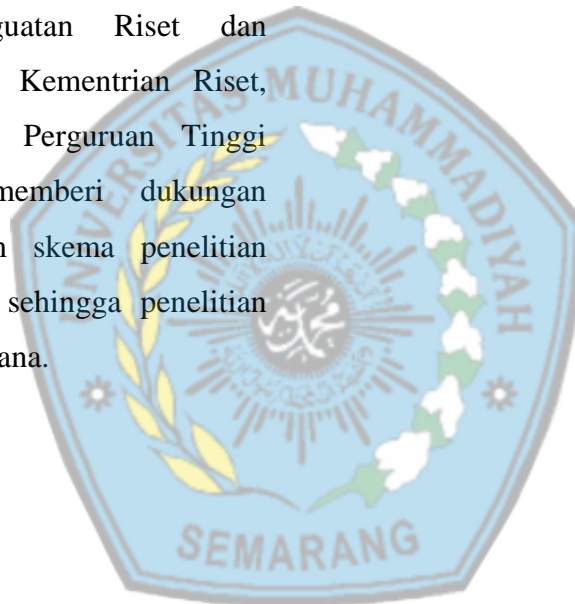 guatan Riset dan
Kementrian Riset,
Perguruan Tinggi
memberi dukungan
skema penelitian
sehingga penelitian
ana.
UNIVERSITAS MUHAMMADIYAH
SEMARANG